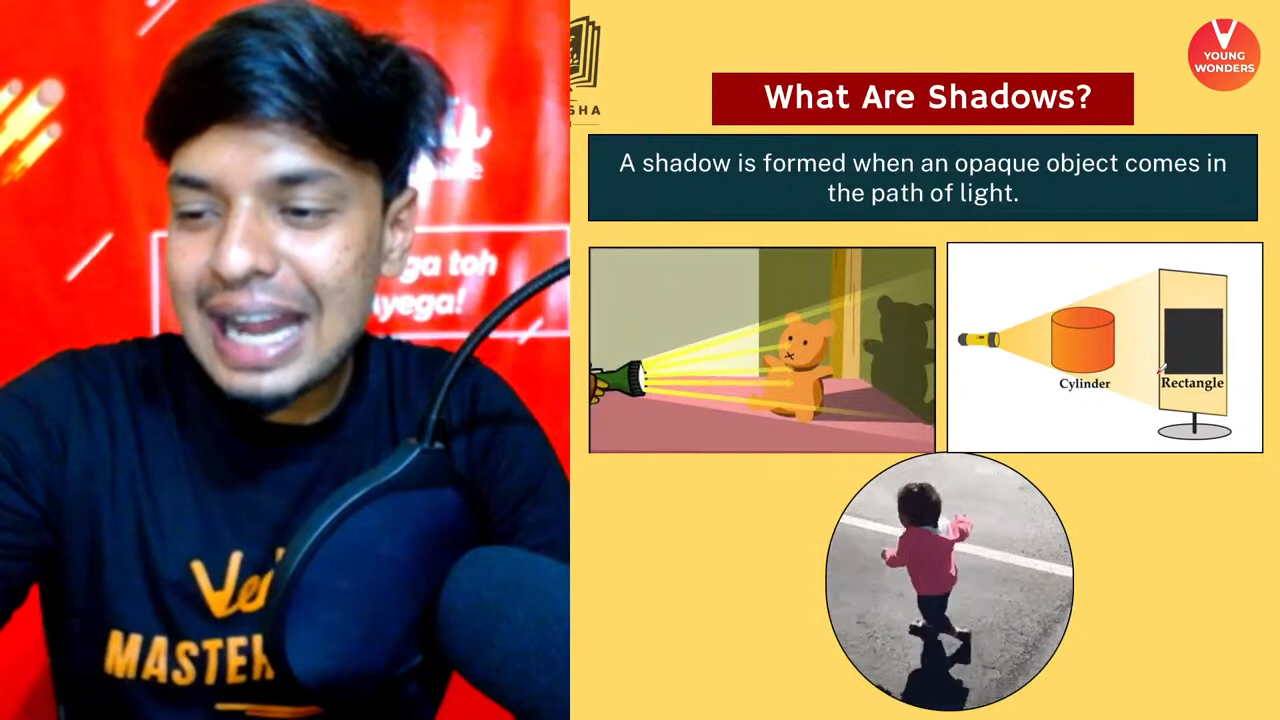 YOUNG
WONDERS
What Are Shadows?
A shadow is formed when an opaque object comes in
the path of light.
Cylinder
Rectangle
toh
MASTER